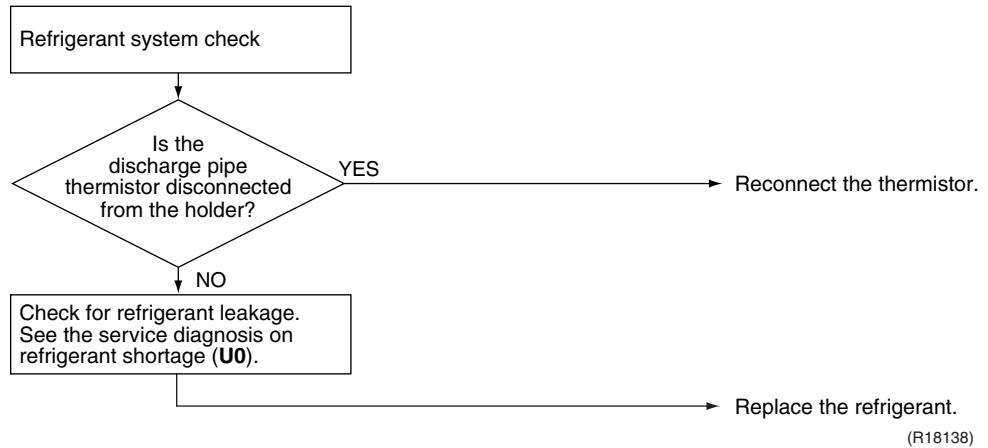 Refrigerant system check
Is the
discharge pipe
thermistor disconnected
from the holder?
YES
Reconnect the thermistor.
NO
Check for refrigerant leakage.
See the service diagnosis on
refrigerant shortage (U0).
Replace the refrigerant.
(R18138)